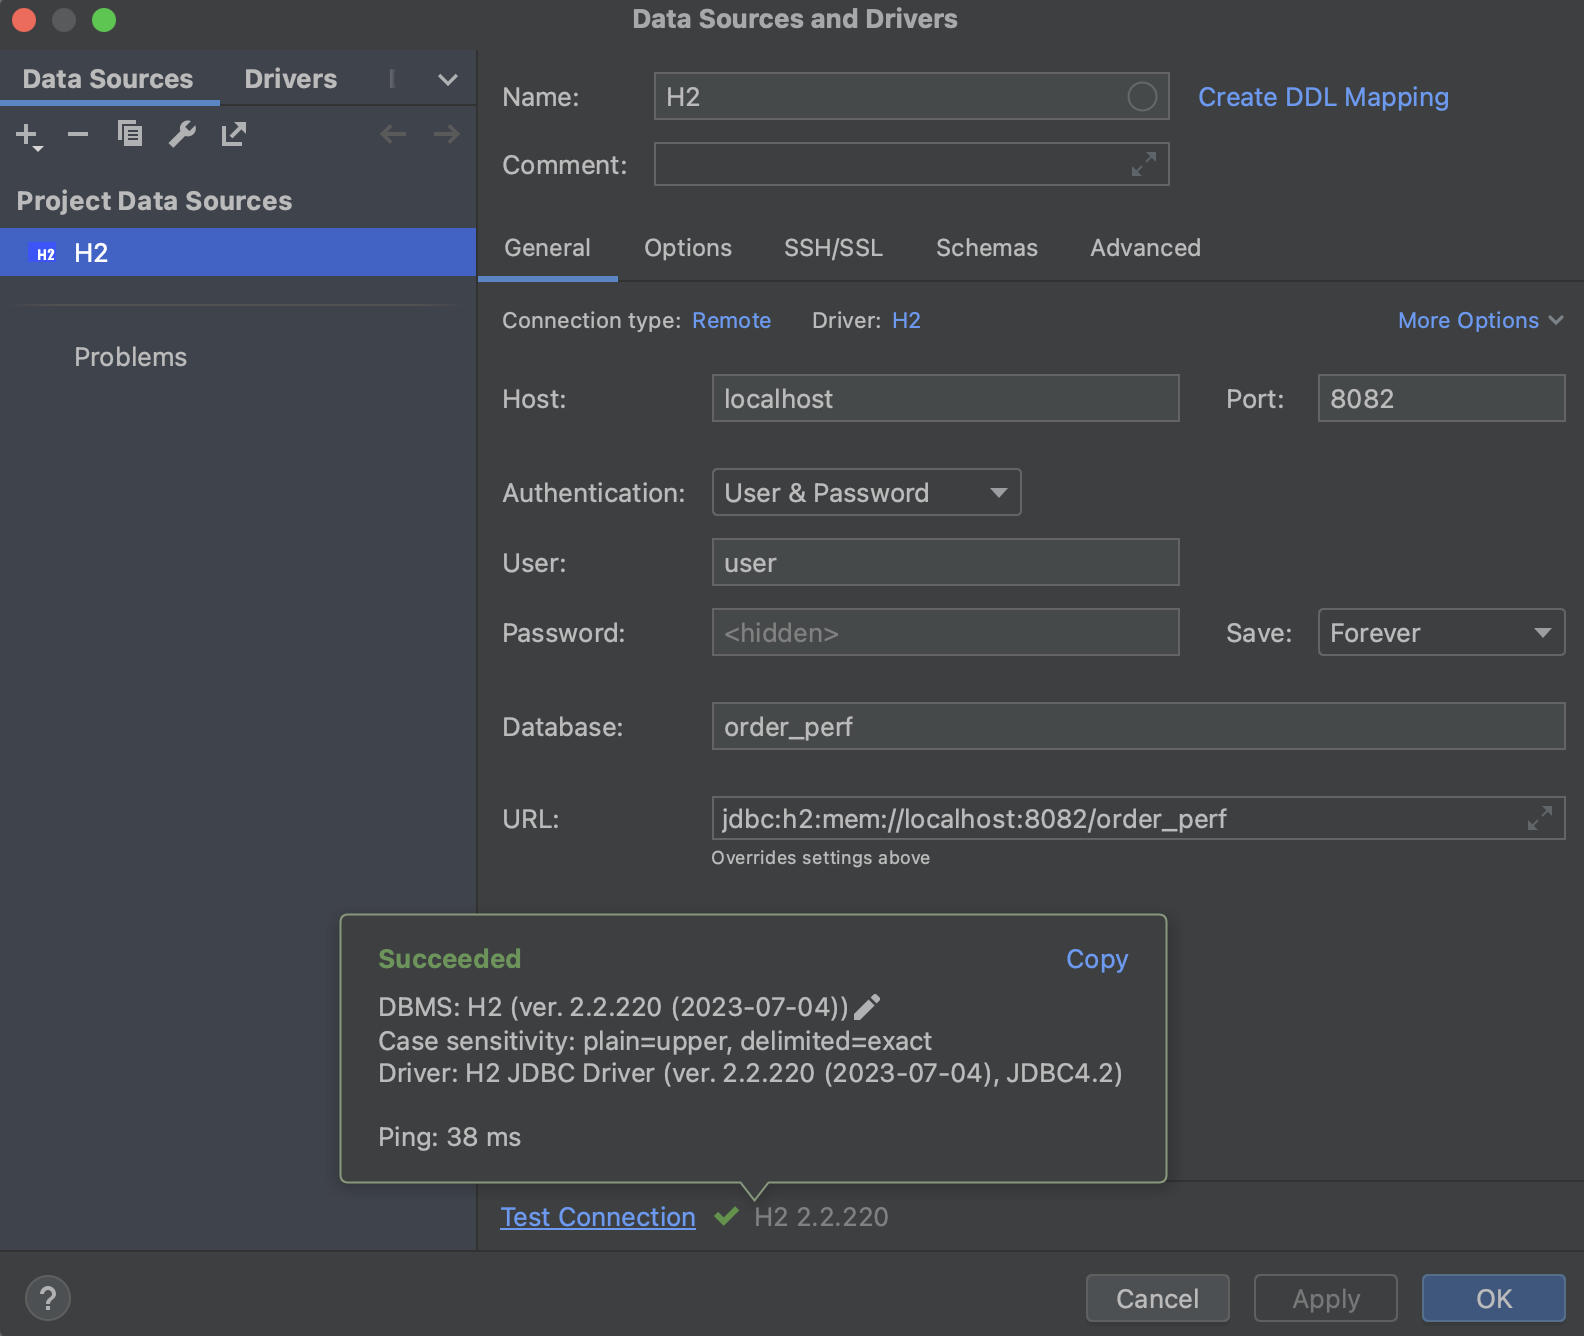 Data Sources and Drivers
Data Sources Drivers
Project Data Sources
H2 H2
Problems
Name: H2 Create DDL Mapping
Comment:
General Options SSH/SSL Schemas Advanced
Connection type: Remote Driver: H2 More Options
Host: localhost Port: 8082
Authentication: User & Password
User: user
Password: <hidden> Save: Forever
Database: order_perf
URL: jdbc:h2:mem://localhost:8082/order_perf
Overrides settings above
Succeeded Copy
DBMS: H2 (ver. 2.2.220 (2023-07-04))
Case sensitivity: plain=upper, delimited=exact
Driver: H2 JDBC Driver (ver. 2.2.220 (2023-07-04), JDBC4.2)
Ping: 38 ms
Test Connection H2 2.2.220
? Cancel Apply OK